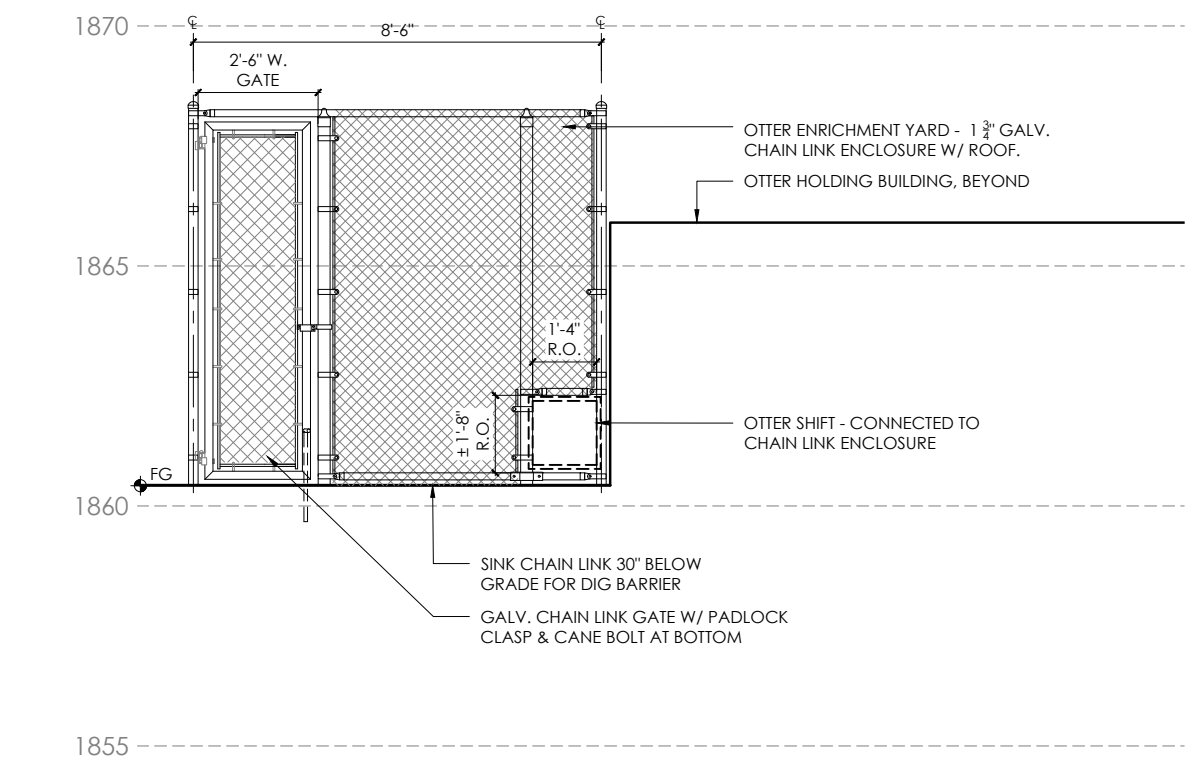 1870
℄
℄
8'-6"
2'-6" W.
GATE
OTTER ENRICHMENT YARD - 1 3/4" GALV.
CHAIN LINK ENCLOSURE W/ ROOF.
OTTER HOLDING BUILDING, BEYOND
1865
1'-4"
R.O.
± 1'-8"
R.O.
OTTER SHIFT - CONNECTED TO
CHAIN LINK ENCLOSURE
FG
1860
SINK CHAIN LINK 30" BELOW
GRADE FOR DIG BARRIER
GALV. CHAIN LINK GATE W/ PADLOCK
CLASP & CANE BOLT AT BOTTOM
1855